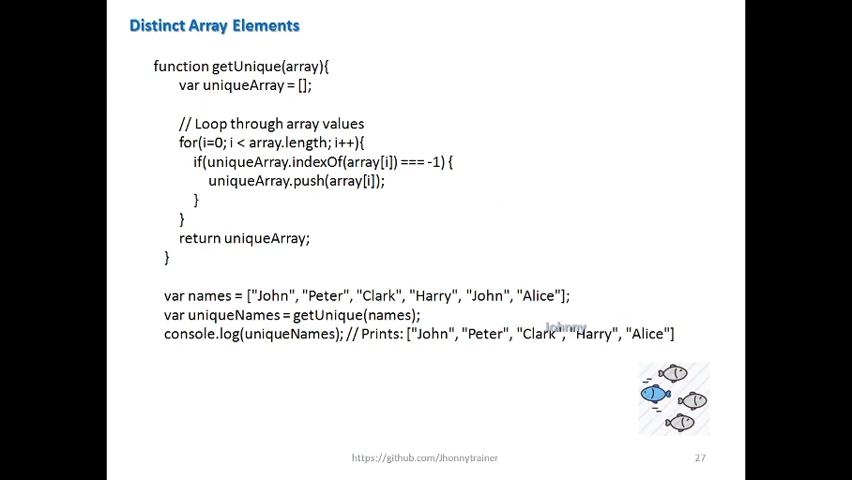 Distinct Array Elements
function getUnique(array){
var uniqueArray = [];
// Loop through array values
for(i=0; i < array.length; i++){
if(uniqueArray.indexOf(array[i]) === -1) {
uniqueArray.push(array[i]);
}
}
return uniqueArray;
}
var names = ["John", "Peter", "Clark", "Harry", "John", "Alice"];
var uniqueNames = getUnique(names);
Johnny
console.log(uniqueNames); // Prints: ["John", "Peter", "Clark", "Harry", "Alice"]
https://github.com/Jhonnytrainer
27